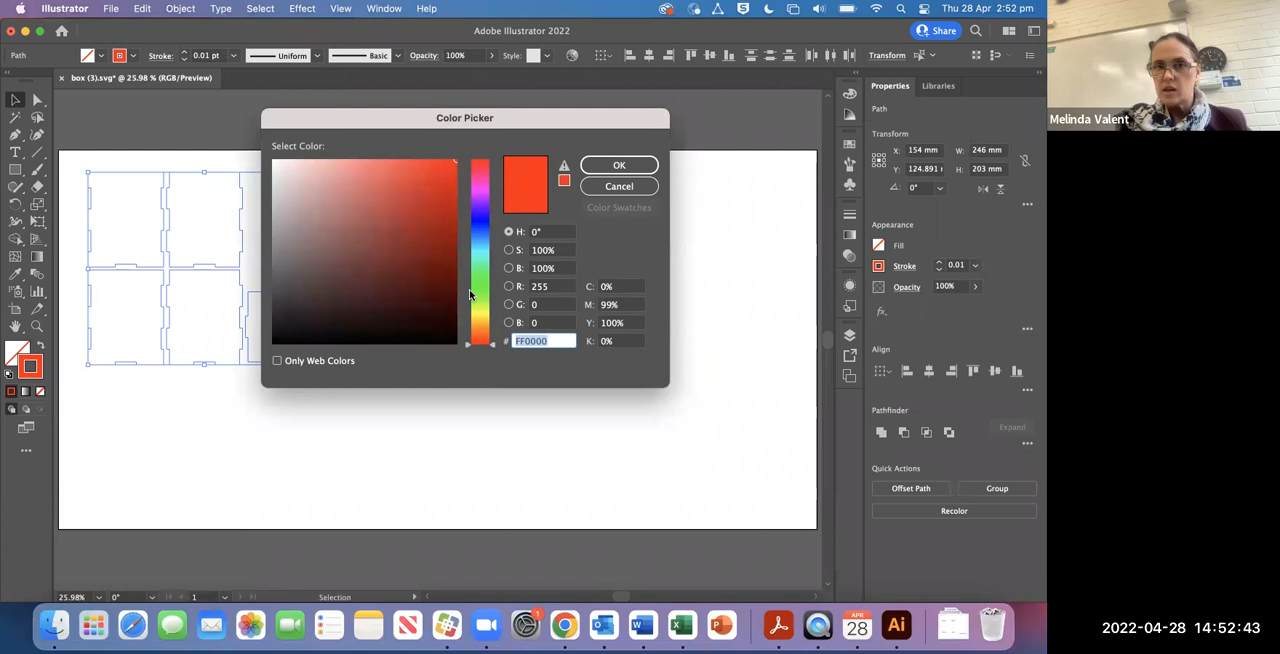 Illustrator File Edit Object Type Select Effect View Window Help Thu 28 Apr 2:52 pm
Adobe Illustrator 2022
Share
Path Stroke: 0.01 pt Uniform Basic Opacity: 100% Style: Transform
× box (3).svg* @ 25.98 % (RGB/Preview)
Color Picker
Select Color:
OK
Cancel
Color Swatches
H: 0°
S: 100%
B: 100%
R: 255 C: 0%
G: 0 M: 99%
B: 0 Y: 100%
# FF0000 K: 0%
Only Web Colors
Properties Libraries
Path
Transform
X: 154 mm W: 246 mm
Y: 124.891 H: 203 mm
0°
Appearance
Fill
Stroke 0.01
Opacity 100%
fx.
Align
Pathfinder
Expand
Quick Actions
Offset Path Group
Recolor
25.98% 0° 1 Selection
1
APR
28
Ai
Melinda Valent
2022-04-28 14:52:43